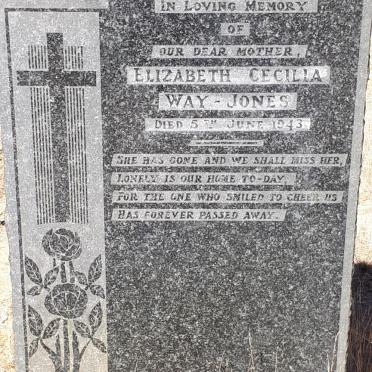 In Loving Memory
OF
OUR DEAR MOTHER,
ELIZABETH CECILIA
WAY-JONES
DIED 5TH JUNE 1943
SHE HAS GONE AND WE SHALL MISS HER,
LONELY IS OUR HOME TO-DAY,
FOR THE ONE WHO SMILED TO CHEER US
HAS FOREVER PASSED AWAY.